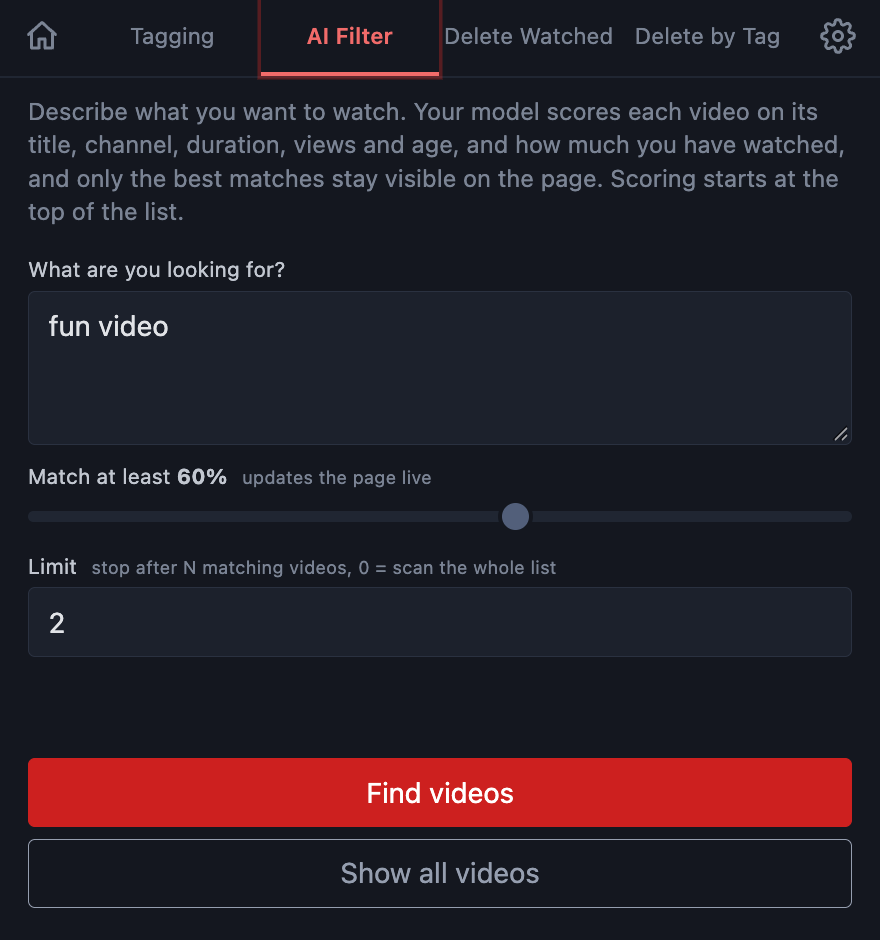 Tagging AI Filter Delete Watched Delete by Tag
Describe what you want to watch. Your model scores each video on its
title, channel, duration, views and age, and how much you have watched,
and only the best matches stay visible on the page. Scoring starts at the
top of the list.
What are you looking for?
fun video
Match at least 60% updates the page live
Limit stop after N matching videos, 0 = scan the whole list
2
Find videos
Show all videos